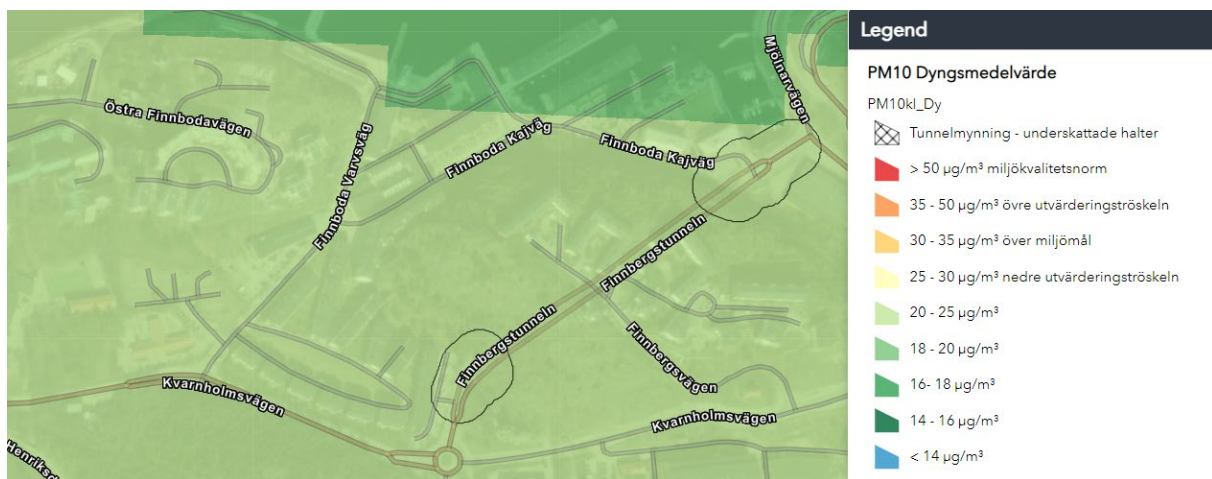 Östra Finnbodavägen
Finnboda Varvsväg
Finnboda Kajväg
Finnboda Kajväg
Mjölnarvägen
Finnbergstunneln
Finnbergstunneln
Finnbergsvägen
Kvarnholmsvägen
Kvarnholmsvägen
Henriksd
Legend
PM10 Dyngsmedelvärde
PM10kl_Dy
Tunnelmynning - underskattade halter
> 50 µg/m³ miljökvalitetsnorm
35 - 50 µg/m³ övre utvärderingströskeln
30 - 35 µg/m³ över miljömål
25 - 30 µg/m³ nedre utvärderingströskeln
20 - 25 µg/m³
18 - 20 µg/m³
16- 18 µg/m³
14 - 16 µg/m³
< 14 µg/m³